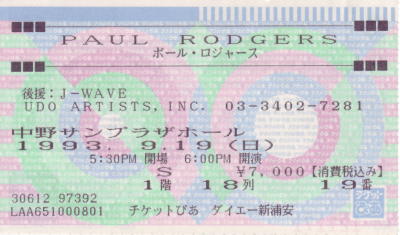 PAUL RODGERS
ポール・ロジャース
後援：J-WAVE
UDO ARTISTS, INC. 03-3402-7281
中野サンプラザホール
1993. 9.19 (日)
5:30PM 開場 6:00PM 開演
S ￥7,000【消費税込み】
1階 18列 19番
30612 97392
LAA651000801 チケットぴあ ダイエー新浦安